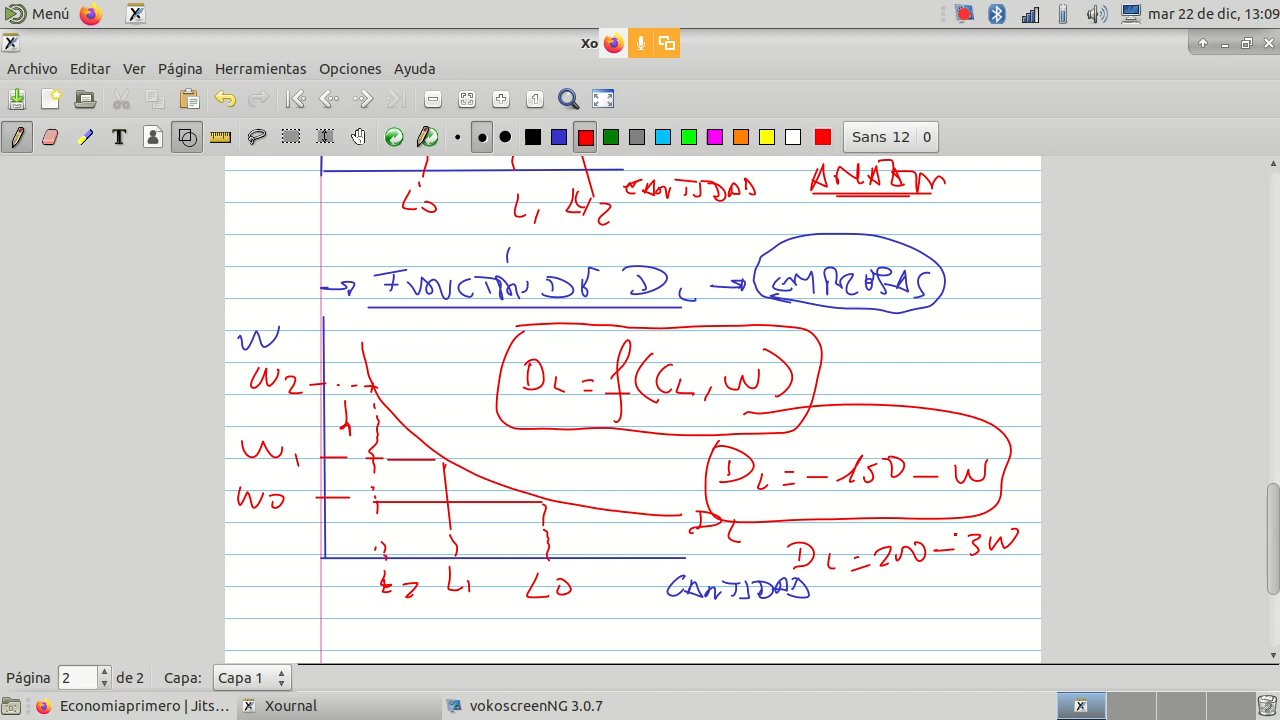 Menú mar 22 de dic, 13:09
Xo
Archivo Editar Ver Página Herramientas Opciones Ayuda
Sans 12 0
L0 L1 L2 CANTIDAD
→ FUNCIÓN DE DL → EMPRESAS
W
W2 DL = f(CL, W)
W1 DL = -150 - W
W0
DL
DL = 200 - 3W
L2 L1 L0 CANTIDAD
Página 2 de 2 Capa: Capa 1
Economiaprimero | Jits... Xournal vokoscreenNG 3.0.7